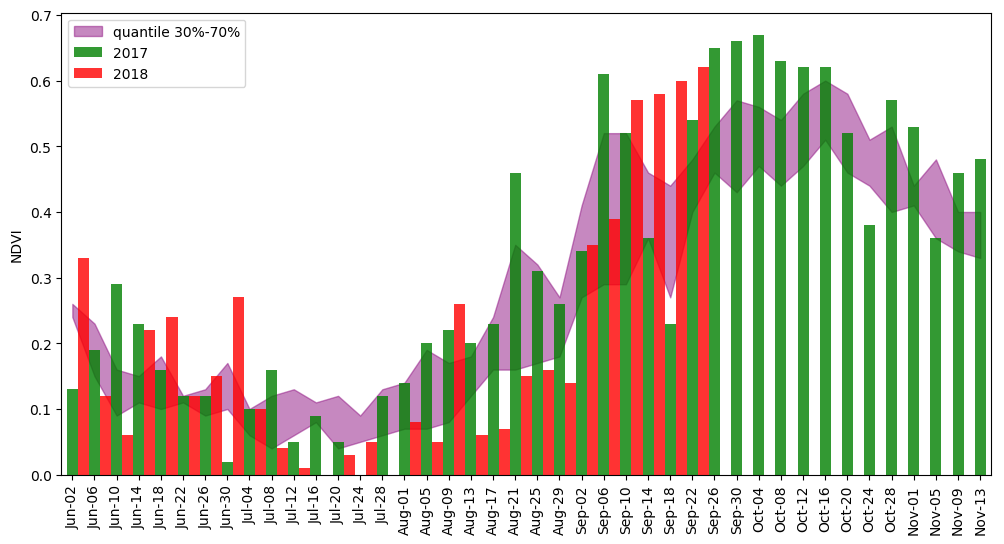 quantile 30%-70%
2017
2018
NDVI
0.7
0.6
0.5
0.4
0.3
0.2
0.1
0.0
Jun-02
Jun-06
Jun-10
Jun-14
Jun-18
Jun-22
Jun-26
Jun-30
Jul-04
Jul-08
Jul-12
Jul-16
Jul-20
Jul-24
Jul-28
Aug-01
Aug-05
Aug-09
Aug-13
Aug-17
Aug-21
Aug-25
Aug-29
Sep-02
Sep-06
Sep-10
Sep-14
Sep-18
Sep-22
Sep-26
Sep-30
Oct-04
Oct-08
Oct-12
Oct-16
Oct-20
Oct-24
Oct-28
Nov-01
Nov-05
Nov-09
Nov-13